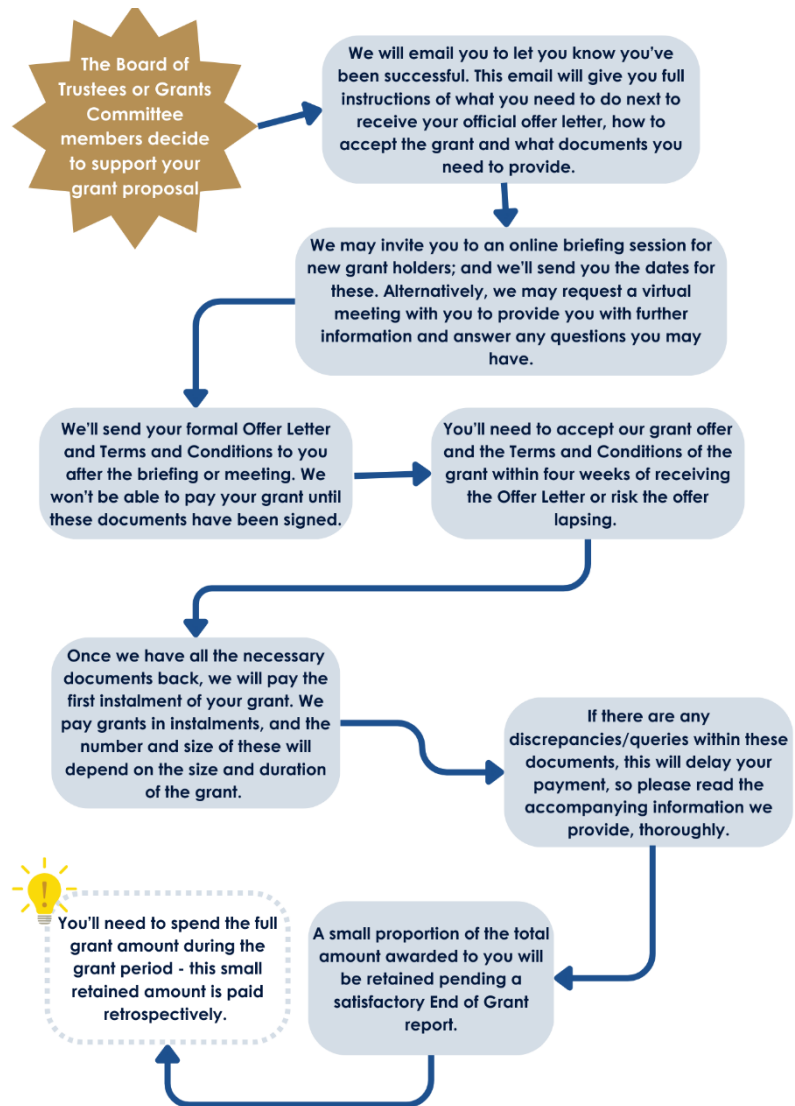 The Board of
Trustees or Grants
Committee
members decide
to support your
grant proposal
We will email you to let you know you've
been successful. This email will give you full
instructions of what you need to do next to
receive your official offer letter, how to
accept the grant and what documents you
need to provide.
We may invite you to an online briefing session for
new grant holders; and we'll send you the dates for
these. Alternatively, we may request a virtual
meeting with you to provide you with further
information and answer any questions you may
have.
We'll send your formal Offer Letter
and Terms and Conditions to you
after the briefing or meeting. We
won't be able to pay your grant until
these documents have been signed.
You'll need to accept our grant offer
and the Terms and Conditions of the
grant within four weeks of receiving
the Offer Letter or risk the offer
lapsing.
Once we have all the necessary
documents back, we will pay the
first instalment of your grant. We
pay grants in instalments, and the
number and size of these will
depend on the size and duration
of the grant.
If there are any
discrepancies/queries within these
documents, this will delay your
payment, so please read the
accompanying information we
provide, thoroughly.
A small proportion of the total
amount awarded to you will
be retained pending a
satisfactory End of Grant
report.
You'll need to spend the full
grant amount during the
grant period - this small
retained amount is paid
retrospectively.